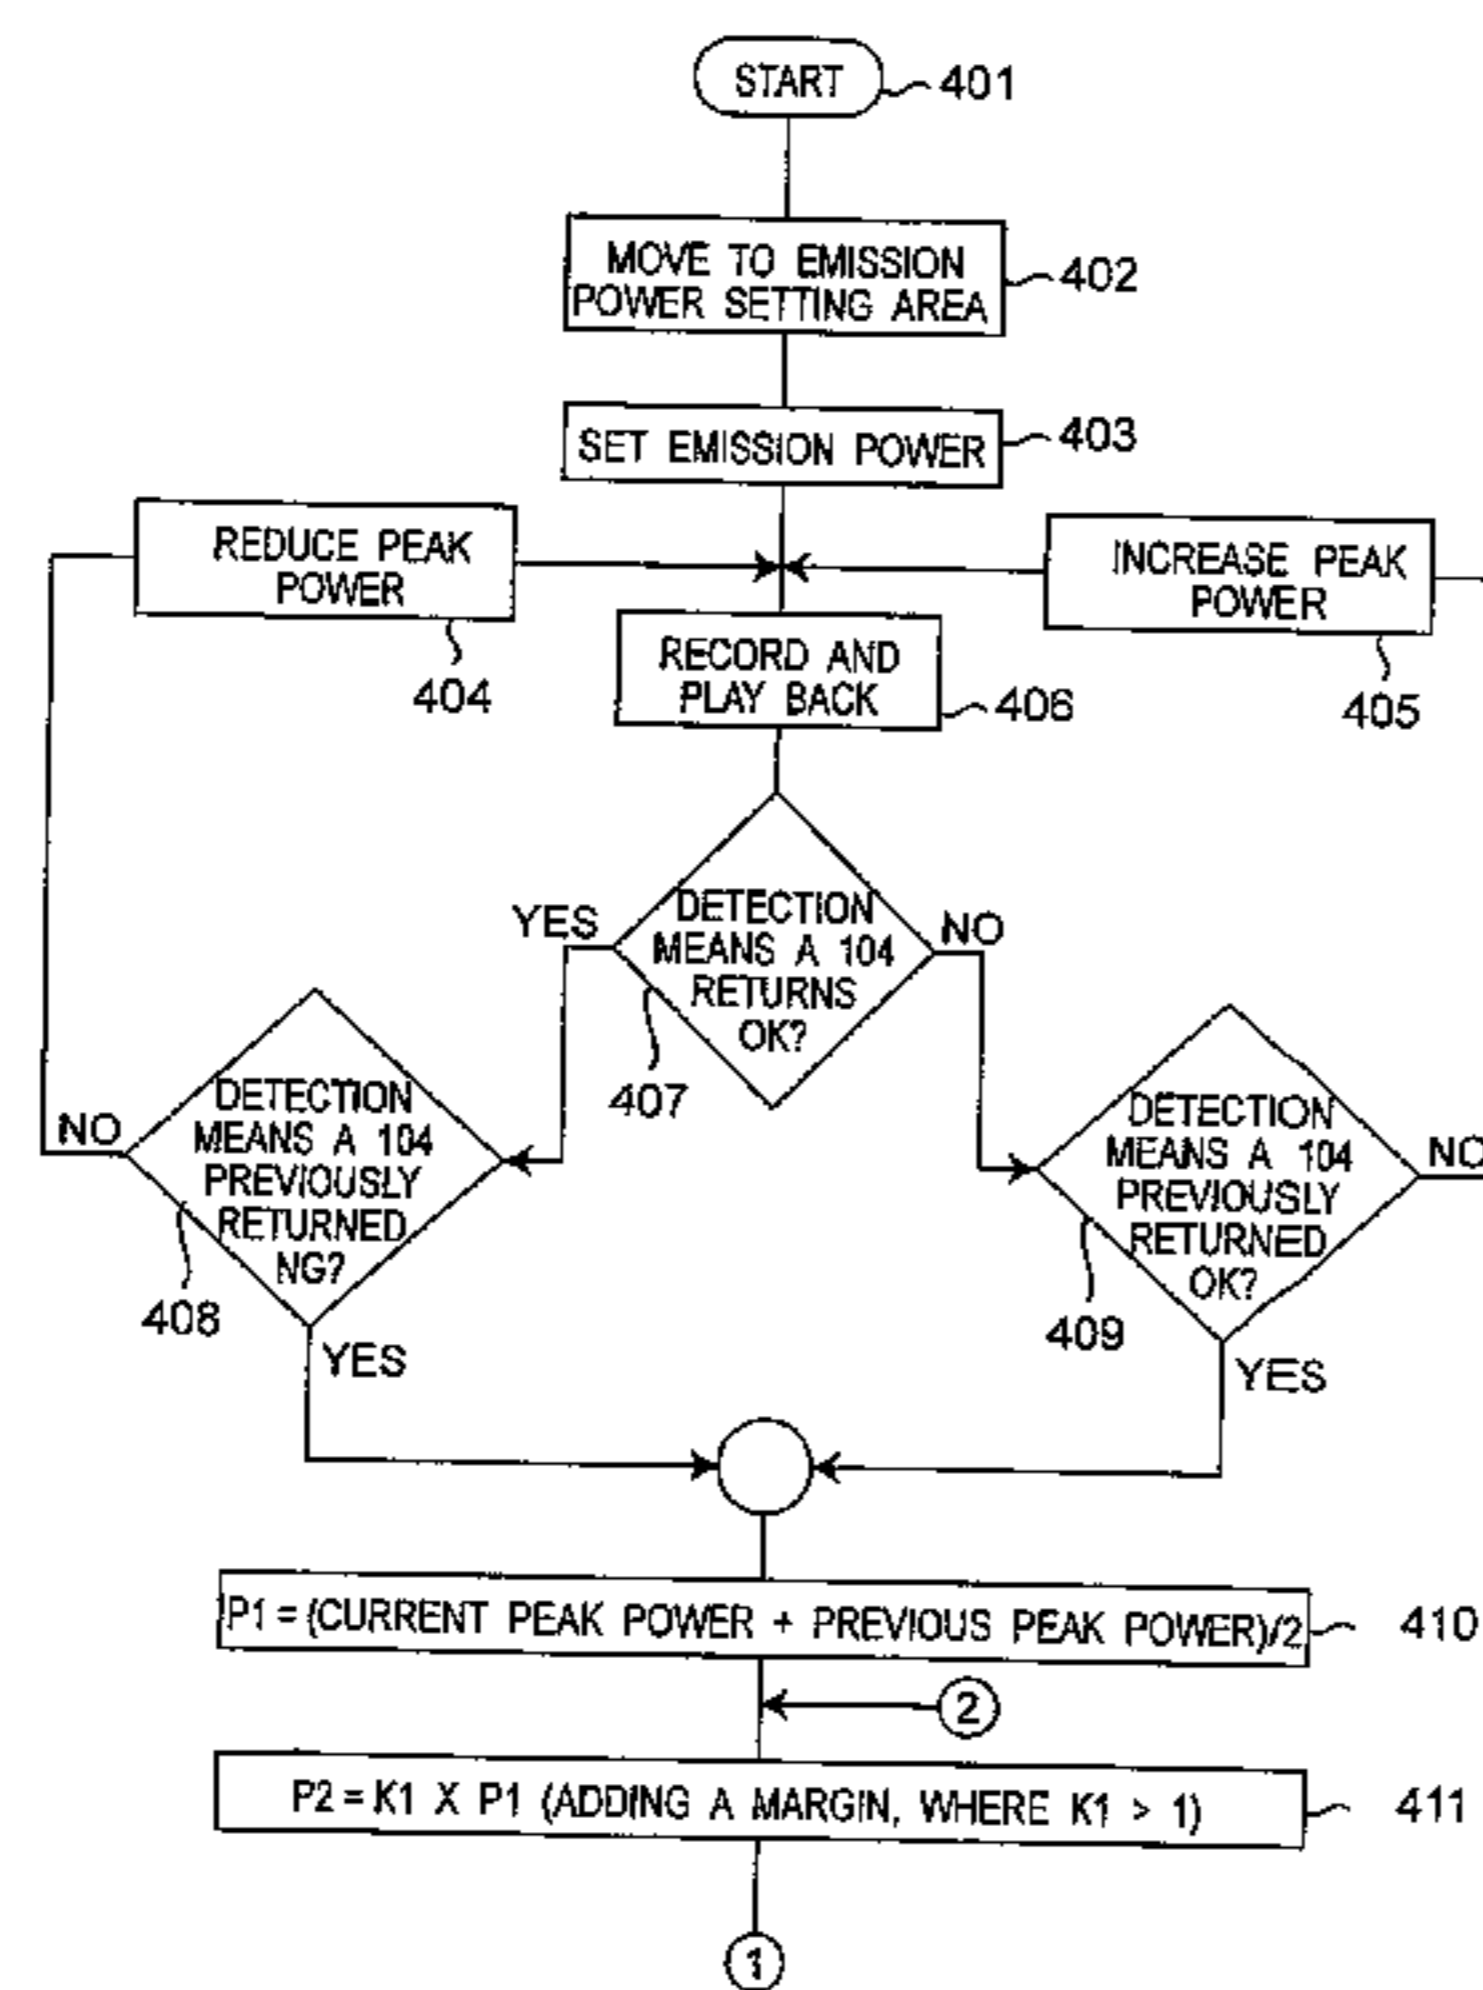 START
401
MOVE TO EMISSION
POWER SETTING AREA
402
SET EMISSION POWER
403
REDUCE PEAK
POWER
404
INCREASE PEAK
POWER
405
RECORD AND
PLAY BACK
406
DETECTION
MEANS A 104
RETURNS
OK?
407
YES
NO
DETECTION
MEANS A 104
PREVIOUSLY
RETURNED
NG?
408
NO
YES
DETECTION
MEANS A 104
PREVIOUSLY
RETURNED
OK?
409
NO
YES
P1 = (CURRENT PEAK POWER + PREVIOUS PEAK POWER)/2
410
2
P2 = K1 X P1 (ADDING A MARGIN, WHERE K1 > 1)
411
1